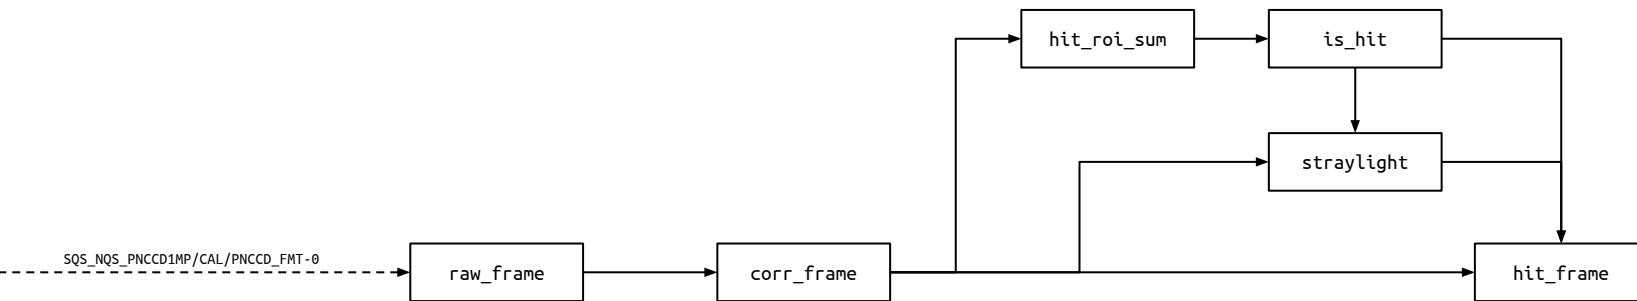 hit_roi_sum
is_hit
straylight
SQS_NQS_PNCCD1MP/CAL/PNCCD_FMT-0
raw_frame
corr_frame
hit_frame